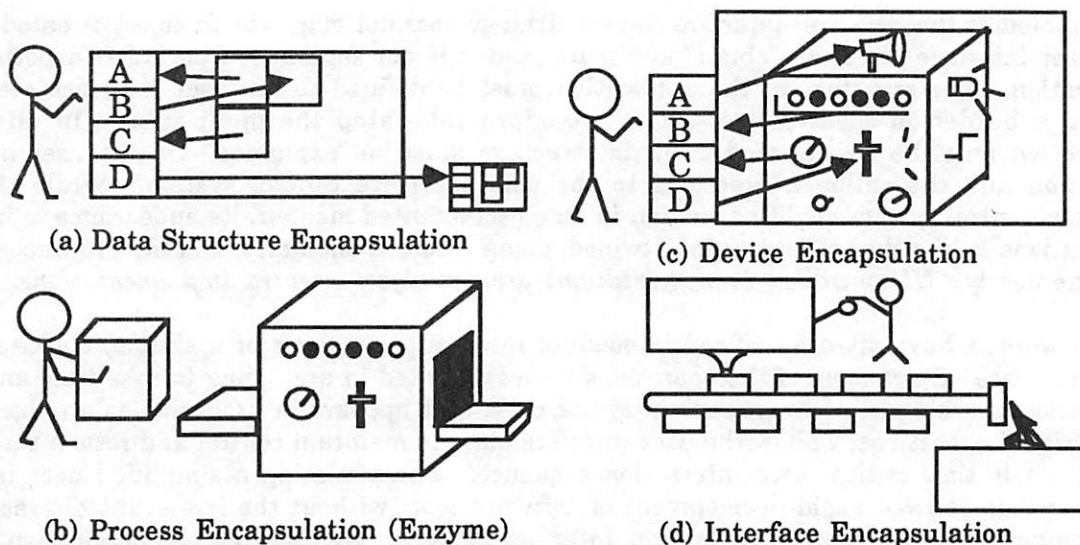 A
B
C
D
(a) Data Structure Encapsulation
A
B
C
D
(c) Device Encapsulation
(b) Process Encapsulation (Enzyme)
(d) Interface Encapsulation